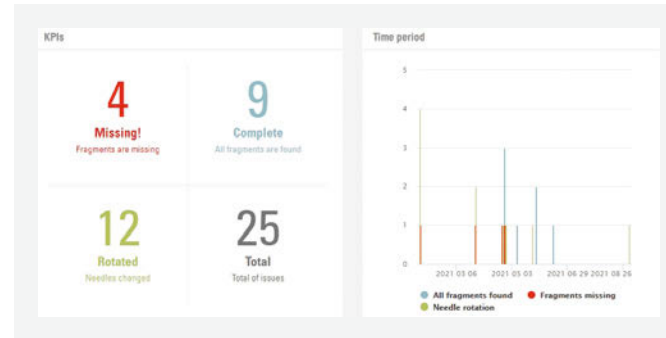 KPIs
4
Missing!
Fragments are missing
9
Complete
All fragments are found
12
Rotated
Needles changed
25
Total
Total of issues
Time period
5
4
3
2
1
0
2021 03 06 2021 05 03 2021 06 29 2021 08 26
All fragments found Fragments missing
Needle rotation